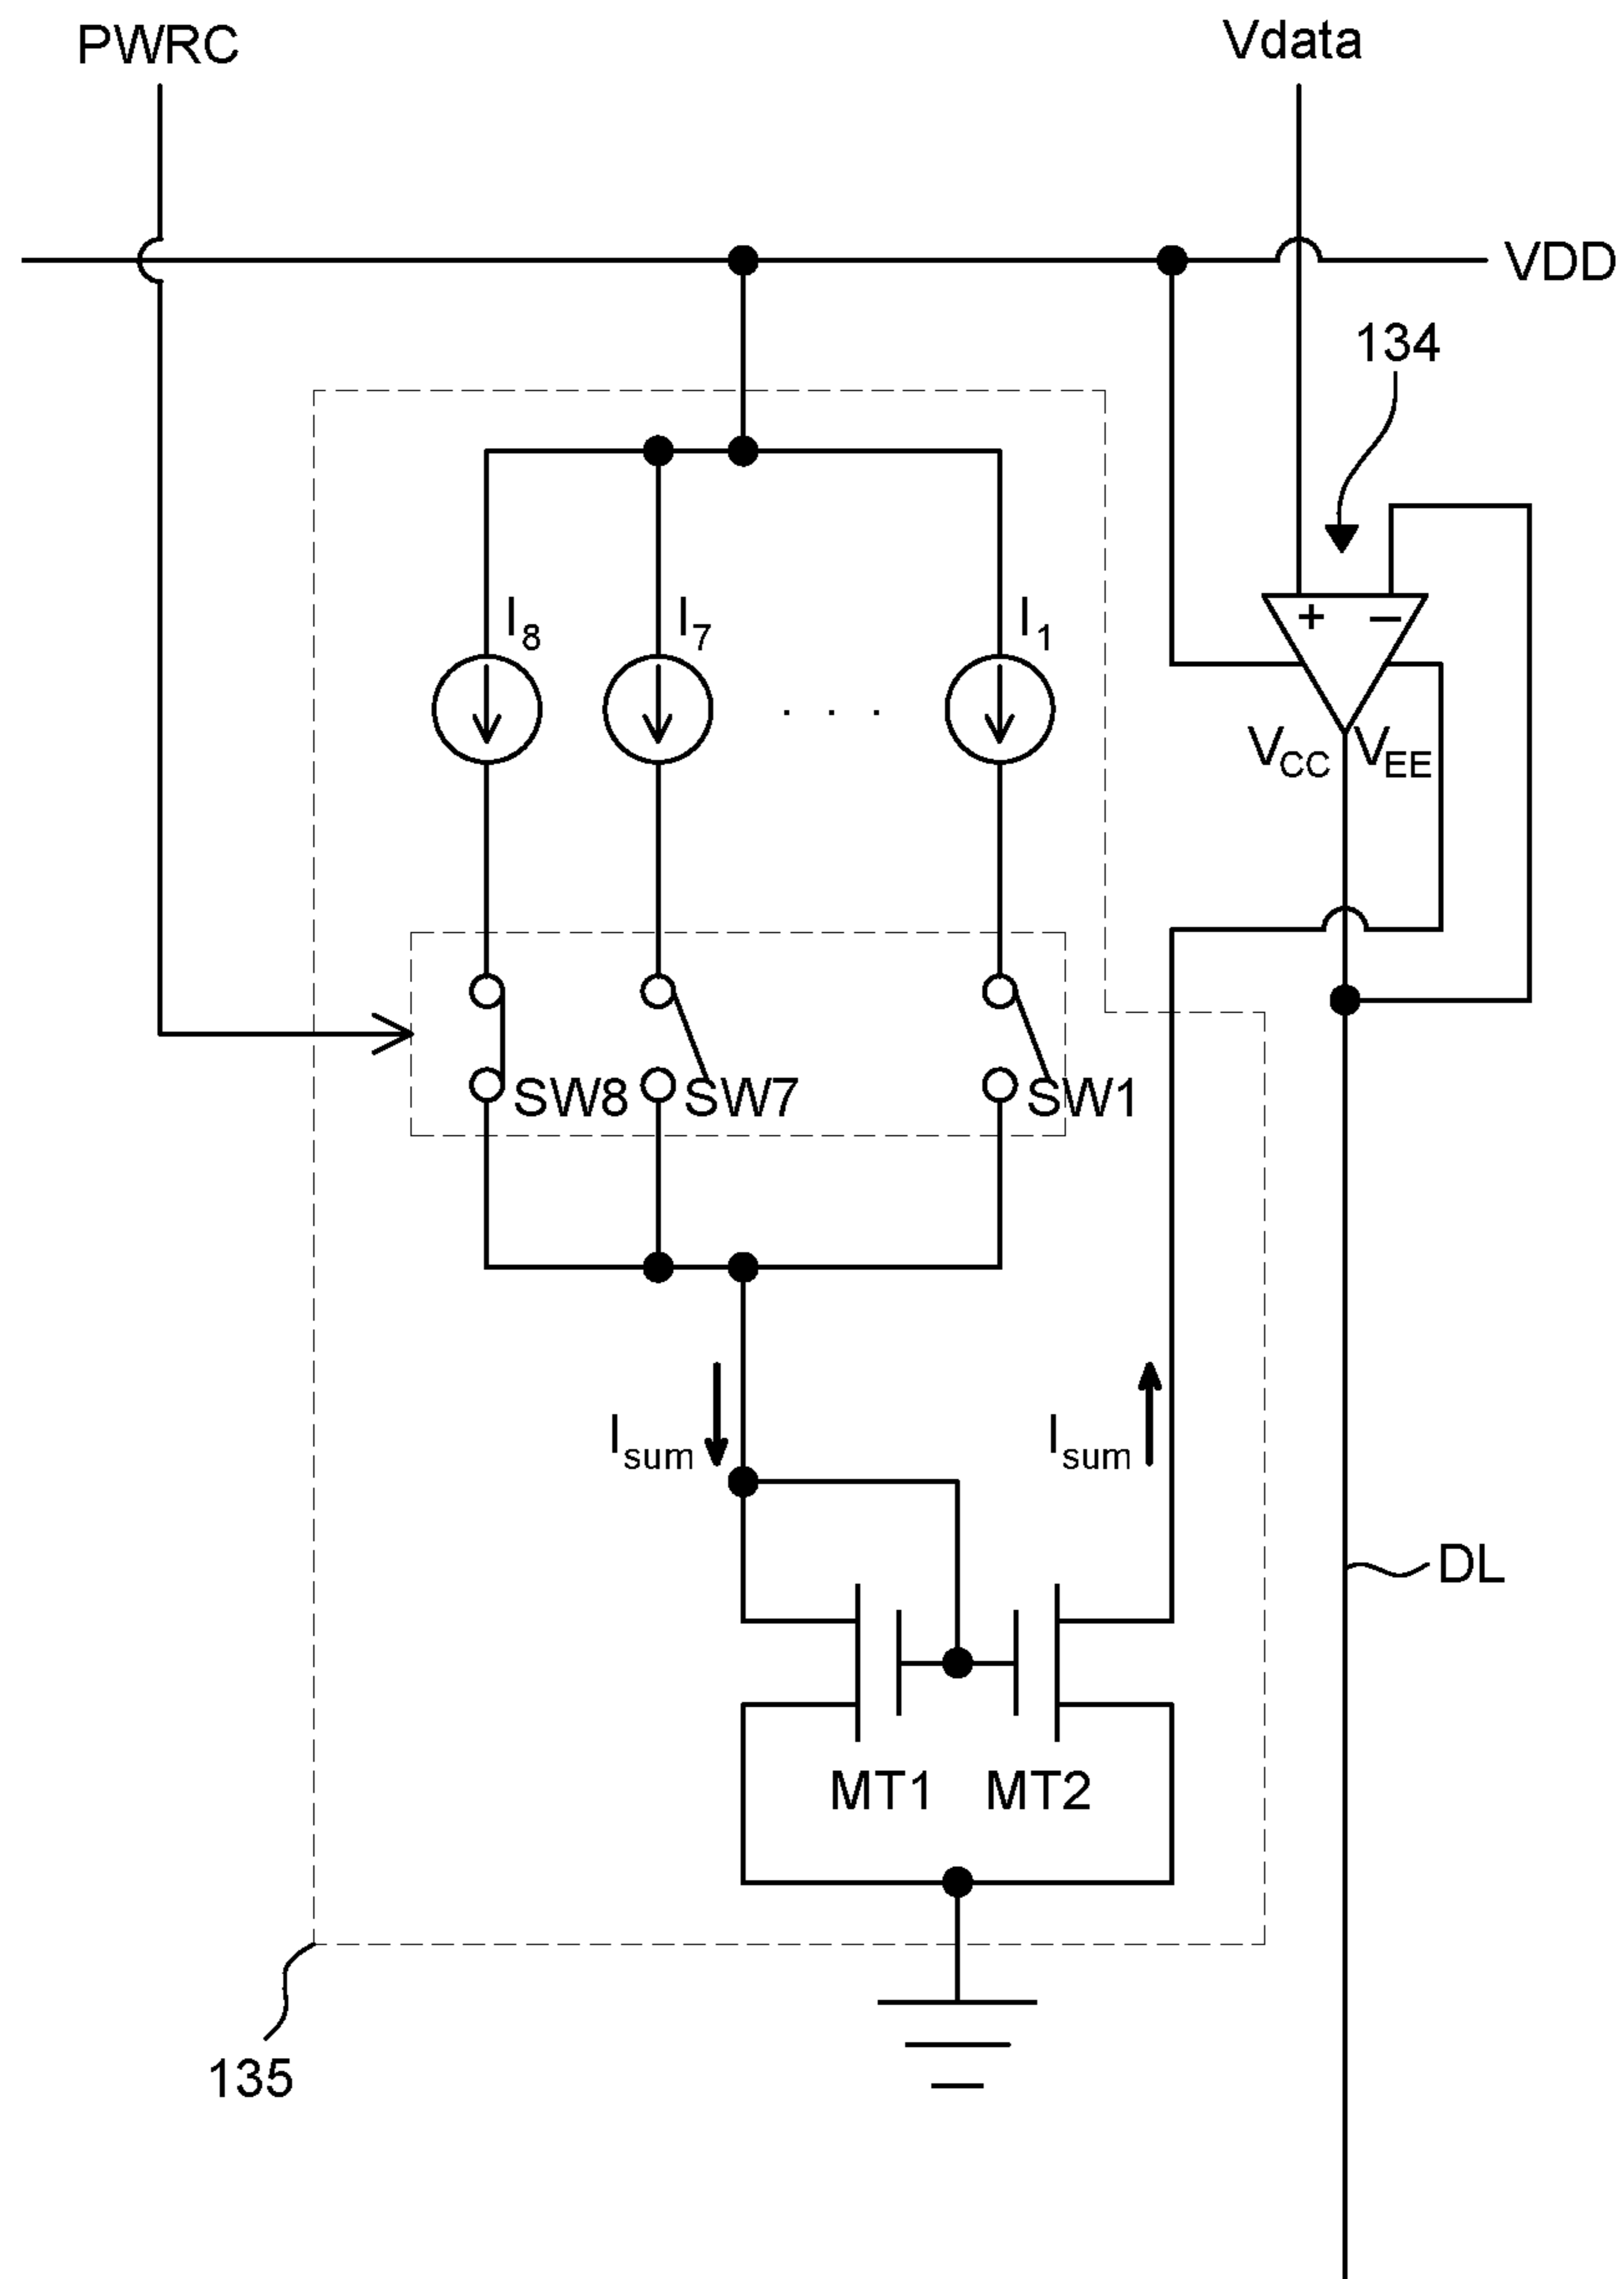 PWRC
Vdata
VDD
134
I8
I7
. . .
I1
+ −
VCC
VEE
SW8
SW7
SW1
Isum
Isum
DL
MT1
MT2
135